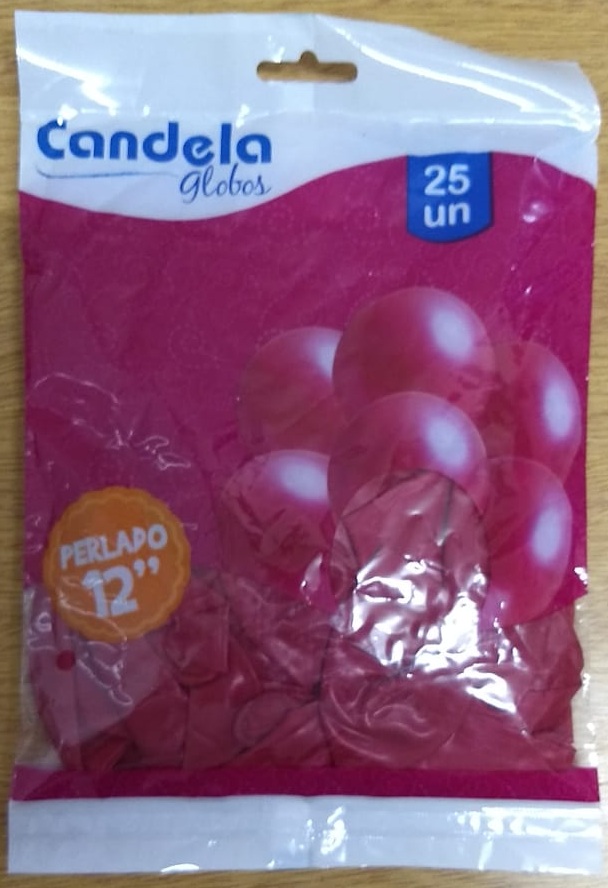 Candela
Globos
25
un
PERLADO
12”